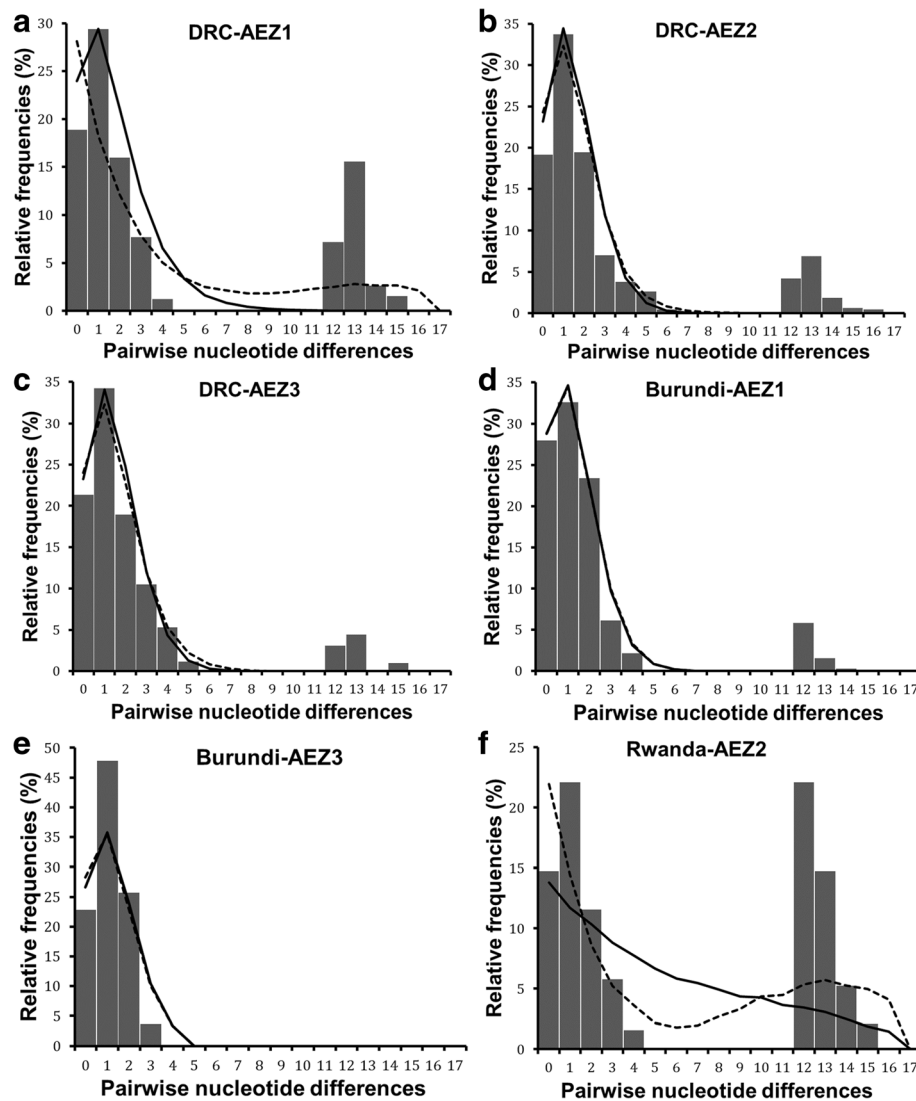 a
DRC-AEZ1
Relative frequencies (%)
30
25
20
15
10
5
0
0 1 2 3 4 5 6 7 8 9 10 11 12 13 14 15 16 17
Pairwise nucleotide differences
b
DRC-AEZ2
Relative frequencies (%)
35
30
25
20
15
10
5
0
0 1 2 3 4 5 6 7 8 9 10 11 12 13 14 15 16 17
Pairwise nucleotide differences
c
DRC-AEZ3
Relative frequencies (%)
35
30
25
20
15
10
5
0
0 1 2 3 4 5 6 7 8 9 10 11 12 13 14 15 16 17
Pairwise nucleotide differences
d
Burundi-AEZ1
Relative frequencies (%)
35
30
25
20
15
10
5
0
0 1 2 3 4 5 6 7 8 9 10 11 12 13 14 15 16 17
Pairwise nucleotide differences
e
Burundi-AEZ3
Relative frequencies (%)
50
45
40
35
30
25
20
15
10
5
0
0 1 2 3 4 5 6 7 8 9 10 11 12 13 14 15 16 17
Pairwise nucleotide differences
f
Rwanda-AEZ2
Relative frequencies (%)
25
20
15
10
5
0
0 1 2 3 4 5 6 7 8 9 10 11 12 13 14 15 16 17
Pairwise nucleotide differences